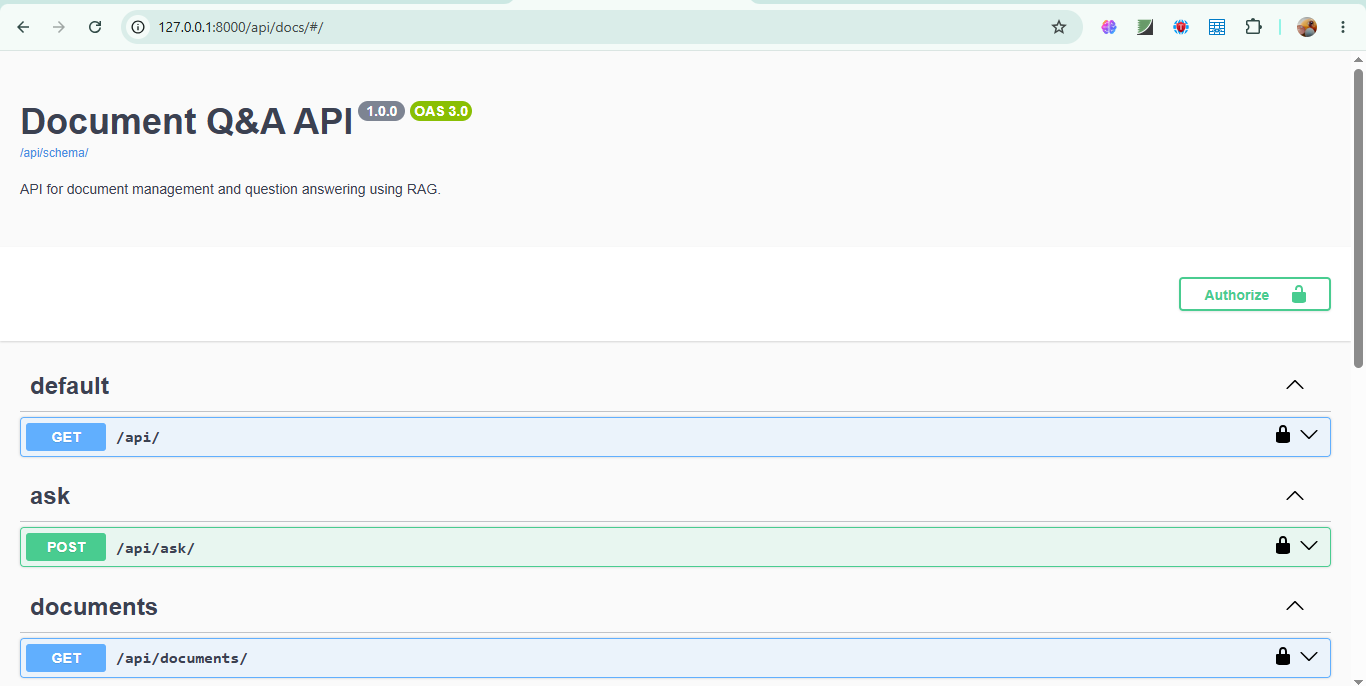 127.0.0.1:8000/api/docs/#/
Document Q&A API 1.0.0 OAS 3.0
/api/schema/
API for document management and question answering using RAG.
Authorize
default
GET /api/
ask
POST /api/ask/
documents
GET /api/documents/